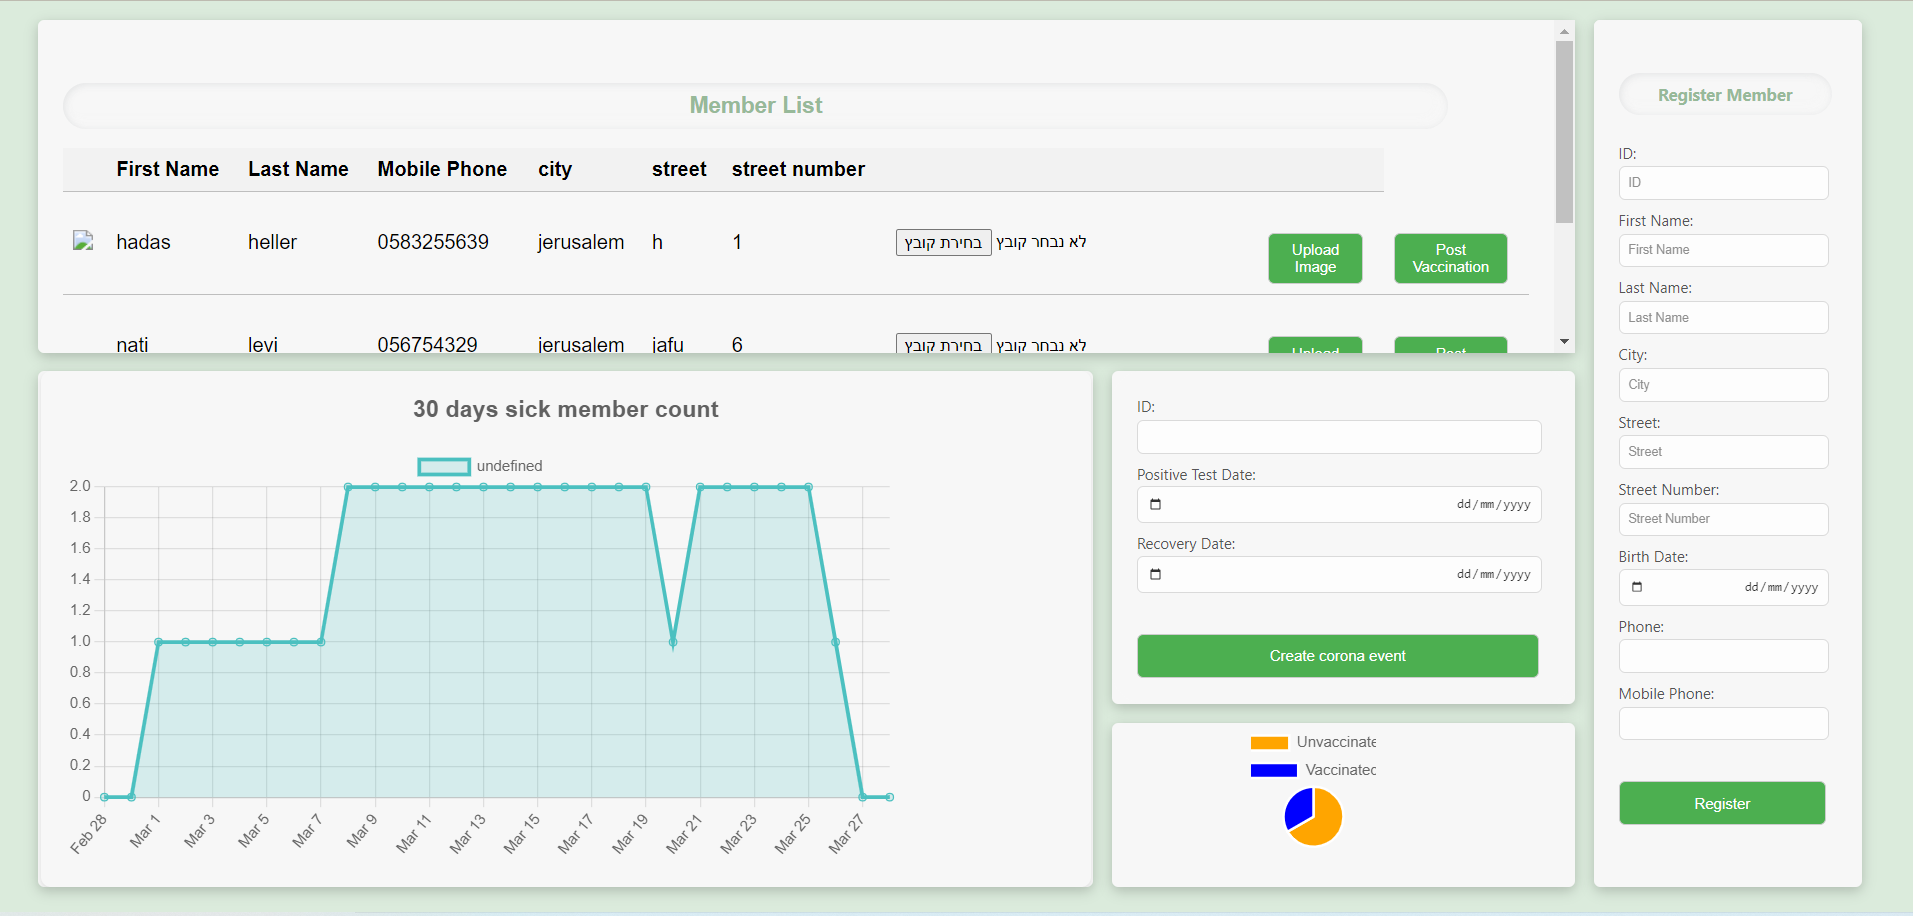 Member List
First Name Last Name Mobile Phone city street street number
hadas heller 0583255639 jerusalem h 1 בחירת קובץ לא נבחר קובץ Upload Image Post Vaccination
nati levi 056754329 jerusalem jafu 6 בחירת קובץ לא נבחר קובץ Upload Post
30 days sick member count
undefined
2.0
1.8
1.6
1.4
1.2
1.0
0.8
0.6
0.4
0.2
0
Feb 28 Mar 1 Mar 3 Mar 5 Mar 7 Mar 9 Mar 11 Mar 13 Mar 15 Mar 17 Mar 19 Mar 21 Mar 23 Mar 25 Mar 27
ID:
Positive Test Date:
dd/mm/yyyy
Recovery Date:
dd/mm/yyyy
Create corona event
Unvaccinate
Vaccinated
Register Member
ID:
ID
First Name:
First Name
Last Name:
Last Name
City:
City
Street:
Street
Street Number:
Street Number
Birth Date:
dd/mm/yyyy
Phone:
Mobile Phone:
Register